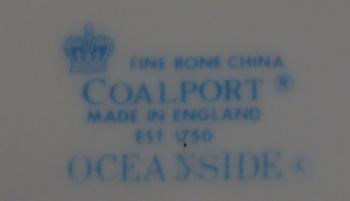 FINE BONE CHINA
COALPORT ®
MADE IN ENGLAND
EST 1750
OCEANSIDE ©